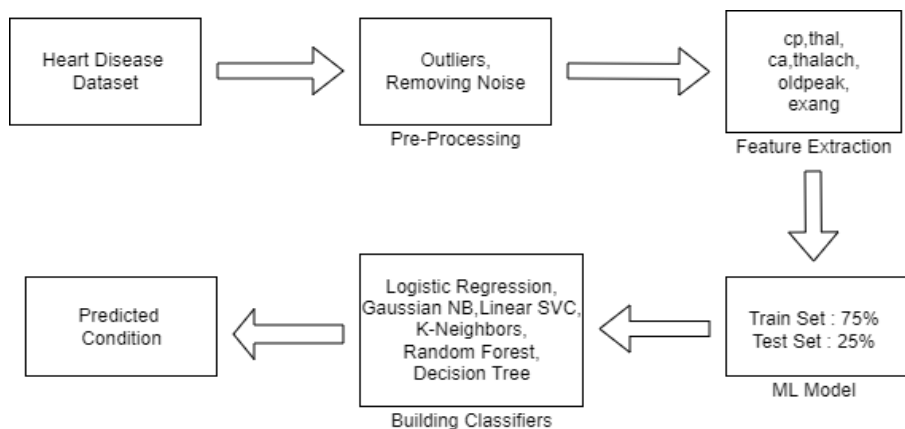 Heart Disease
Dataset
Outliers,
Removing Noise
Pre-Processing
cp,thal,
ca,thalach,
oldpeak,
exang
Feature Extraction
Train Set : 75%
Test Set : 25%
ML Model
Logistic Regression,
Gaussian NB,Linear SVC,
K-Neighbors,
Random Forest,
Decision Tree
Building Classifiers
Predicted
Condition